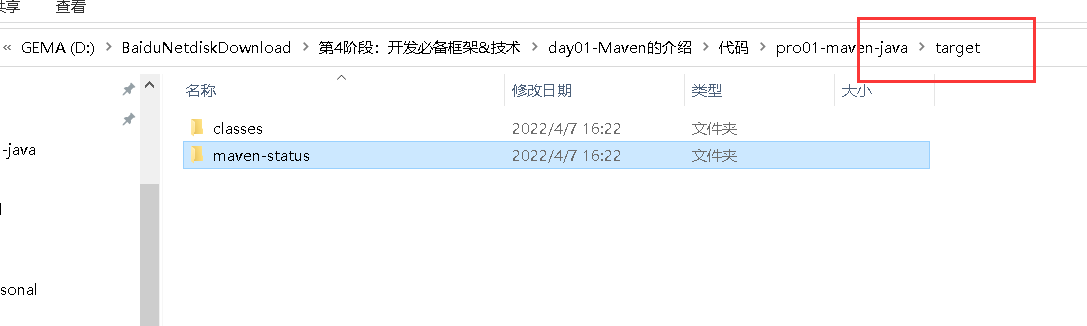 共享 查看
« GEMA (D:) > BaiduNetdiskDownload > 第4阶段：开发必备框架&技术 > day01-Maven的介绍 > 代码 > pro01-maven-java > target
名称 修改日期 类型 大小
classes 2022/4/7 16:22 文件夹
maven-status 2022/4/7 16:22 文件夹
-java
sonal